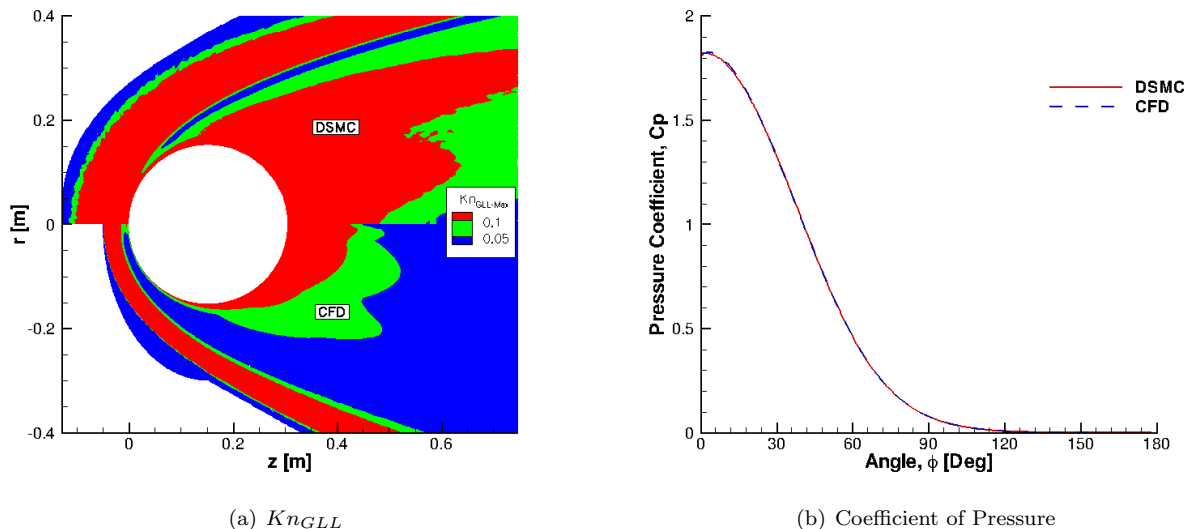 0.4
0.2
0
-0.2
-0.4
r [m]
0
0.2
0.4
0.6
z [m]
DSMC
CFD
Kn_GLL-Max
0.1
0.05
(a) Kn_GLL
2
1.5
1
0.5
0
Pressure Coefficient, Cp
0
30
60
90
120
150
180
Angle, ϕ [Deg]
DSMC
CFD
(b) Coefficient of Pressure